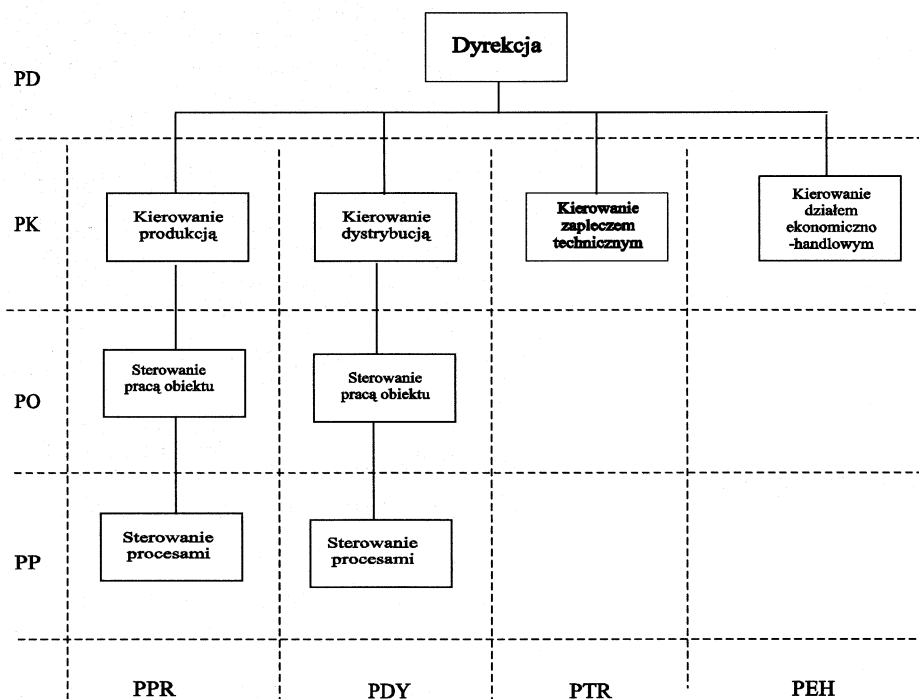 Dyrekcja
PD
PK
Kierowanie
produkcją
Kierowanie
dystrybucją
Kierowanie
zapleczem
technicznym
Kierowanie
działem
ekonomiczno
-handlowym
PO
Sterowanie
pracą obiektu
Sterowanie
pracą obiektu
PP
Sterowanie
procesami
Sterowanie
procesami
PPR
PDY
PTR
PEH